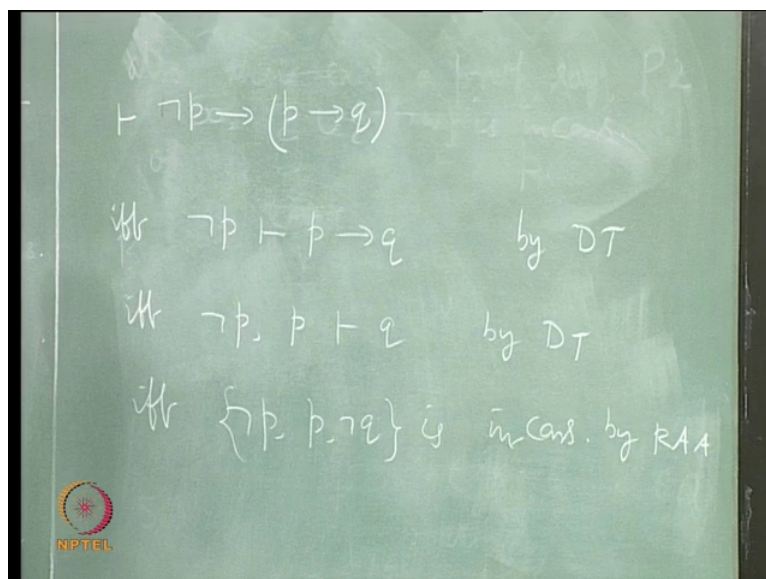 ⊢ ¬p → (p → q)
iff ¬p ⊢ p → q by DT
iff ¬p, p ⊢ q by DT
iff {¬p, p, ¬q} is incons. by RAA
NPTEL